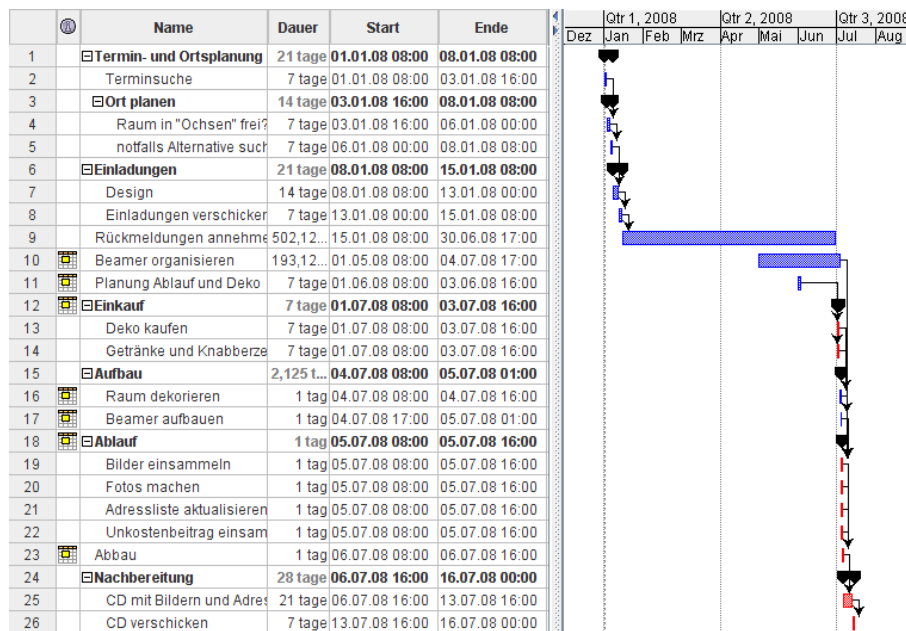 Name Dauer Start Ende
Qtr 1, 2008 Qtr 2, 2008 Qtr 3, 2008
Dez Jan Feb Mrz Apr Mai Jun Jul Aug
1 Termin- und Ortsplanung 21 tage 01.01.08 08:00 08.01.08 08:00
2 Terminsuche 7 tage 01.01.08 08:00 03.01.08 16:00
3 Ort planen 14 tage 03.01.08 16:00 08.01.08 08:00
4 Raum in "Ochsen" frei? 7 tage 03.01.08 16:00 06.01.08 00:00
5 notfalls Alternative such 7 tage 06.01.08 00:00 08.01.08 08:00
6 Einladungen 21 tage 08.01.08 08:00 15.01.08 08:00
7 Design 14 tage 08.01.08 08:00 13.01.08 00:00
8 Einladungen verschicken 7 tage 13.01.08 00:00 15.01.08 08:00
9 Rückmeldungen annehme 502,12... 15.01.08 08:00 30.06.08 17:00
10 Beamer organisieren 193,12... 01.05.08 08:00 04.07.08 17:00
11 Planung Ablauf und Deko 7 tage 01.06.08 08:00 03.06.08 16:00
12 Einkauf 7 tage 01.07.08 08:00 03.07.08 16:00
13 Deko kaufen 7 tage 01.07.08 08:00 03.07.08 16:00
14 Getränke und Knabberze 7 tage 01.07.08 08:00 03.07.08 16:00
15 Aufbau 2,125 t... 04.07.08 08:00 05.07.08 01:00
16 Raum dekorieren 1 tag 04.07.08 08:00 04.07.08 16:00
17 Beamer aufbauen 1 tag 04.07.08 17:00 05.07.08 01:00
18 Ablauf 1 tag 05.07.08 08:00 05.07.08 16:00
19 Bilder einsammeln 1 tag 05.07.08 08:00 05.07.08 16:00
20 Fotos machen 1 tag 05.07.08 08:00 05.07.08 16:00
21 Adressliste aktualisieren 1 tag 05.07.08 08:00 05.07.08 16:00
22 Unkostenbeitrag einsam 1 tag 05.07.08 08:00 05.07.08 16:00
23 Abbau 1 tag 06.07.08 08:00 06.07.08 16:00
24 Nachbereitung 28 tage 06.07.08 16:00 16.07.08 00:00
25 CD mit Bildern und Adres 21 tage 06.07.08 16:00 13.07.08 16:00
26 CD verschicken 7 tage 13.07.08 16:00 16.07.08 00:00